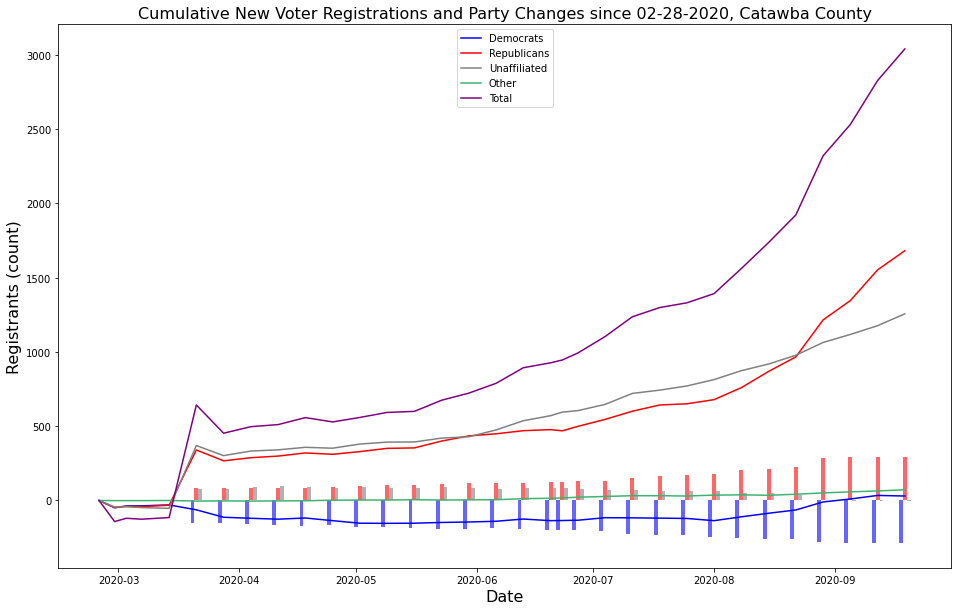 Cumulative New Voter Registrations and Party Changes since 02-28-2020, Catawba County
Democrats
Republicans
Unaffiliated
Other
Total
Registrants (count)
3000
2500
2000
1500
1000
500
0
2020-03 2020-04 2020-05 2020-06 2020-07 2020-08 2020-09
Date